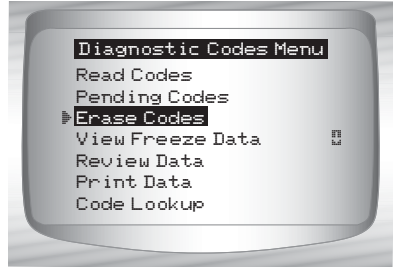 Diagnostic Codes Menu
Read Codes
Pending Codes
Erase Codes
View Freeze Data
Review Data
Print Data
Code Lookup